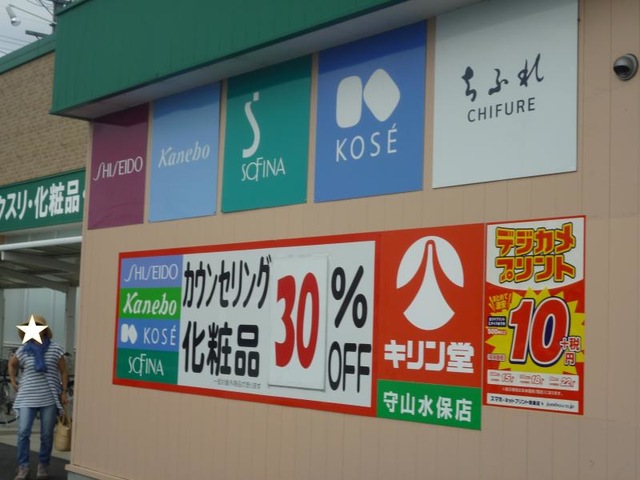 SHISEIDO
Kanebo
SOFINA
KOSÉ
ちふれ
CHIFURE
クスリ・化粧品・
SHISEIDO
Kanebo
KOSÉ
SOFINA
カウンセリング
化粧品
30%
OFF
キリン堂
守山水保店
デジカメ
プリント
10+税
円